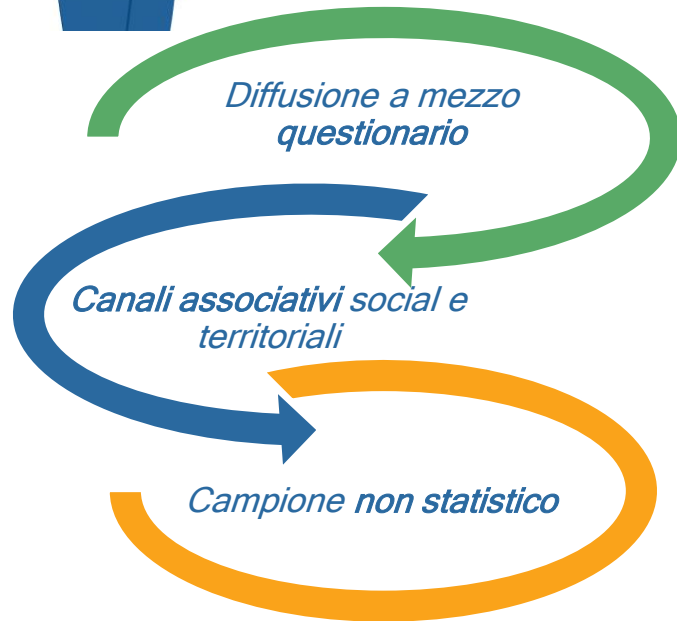 Diffusione a mezzo
questionario
Canali associativi social e
territoriali
Campione non statistico